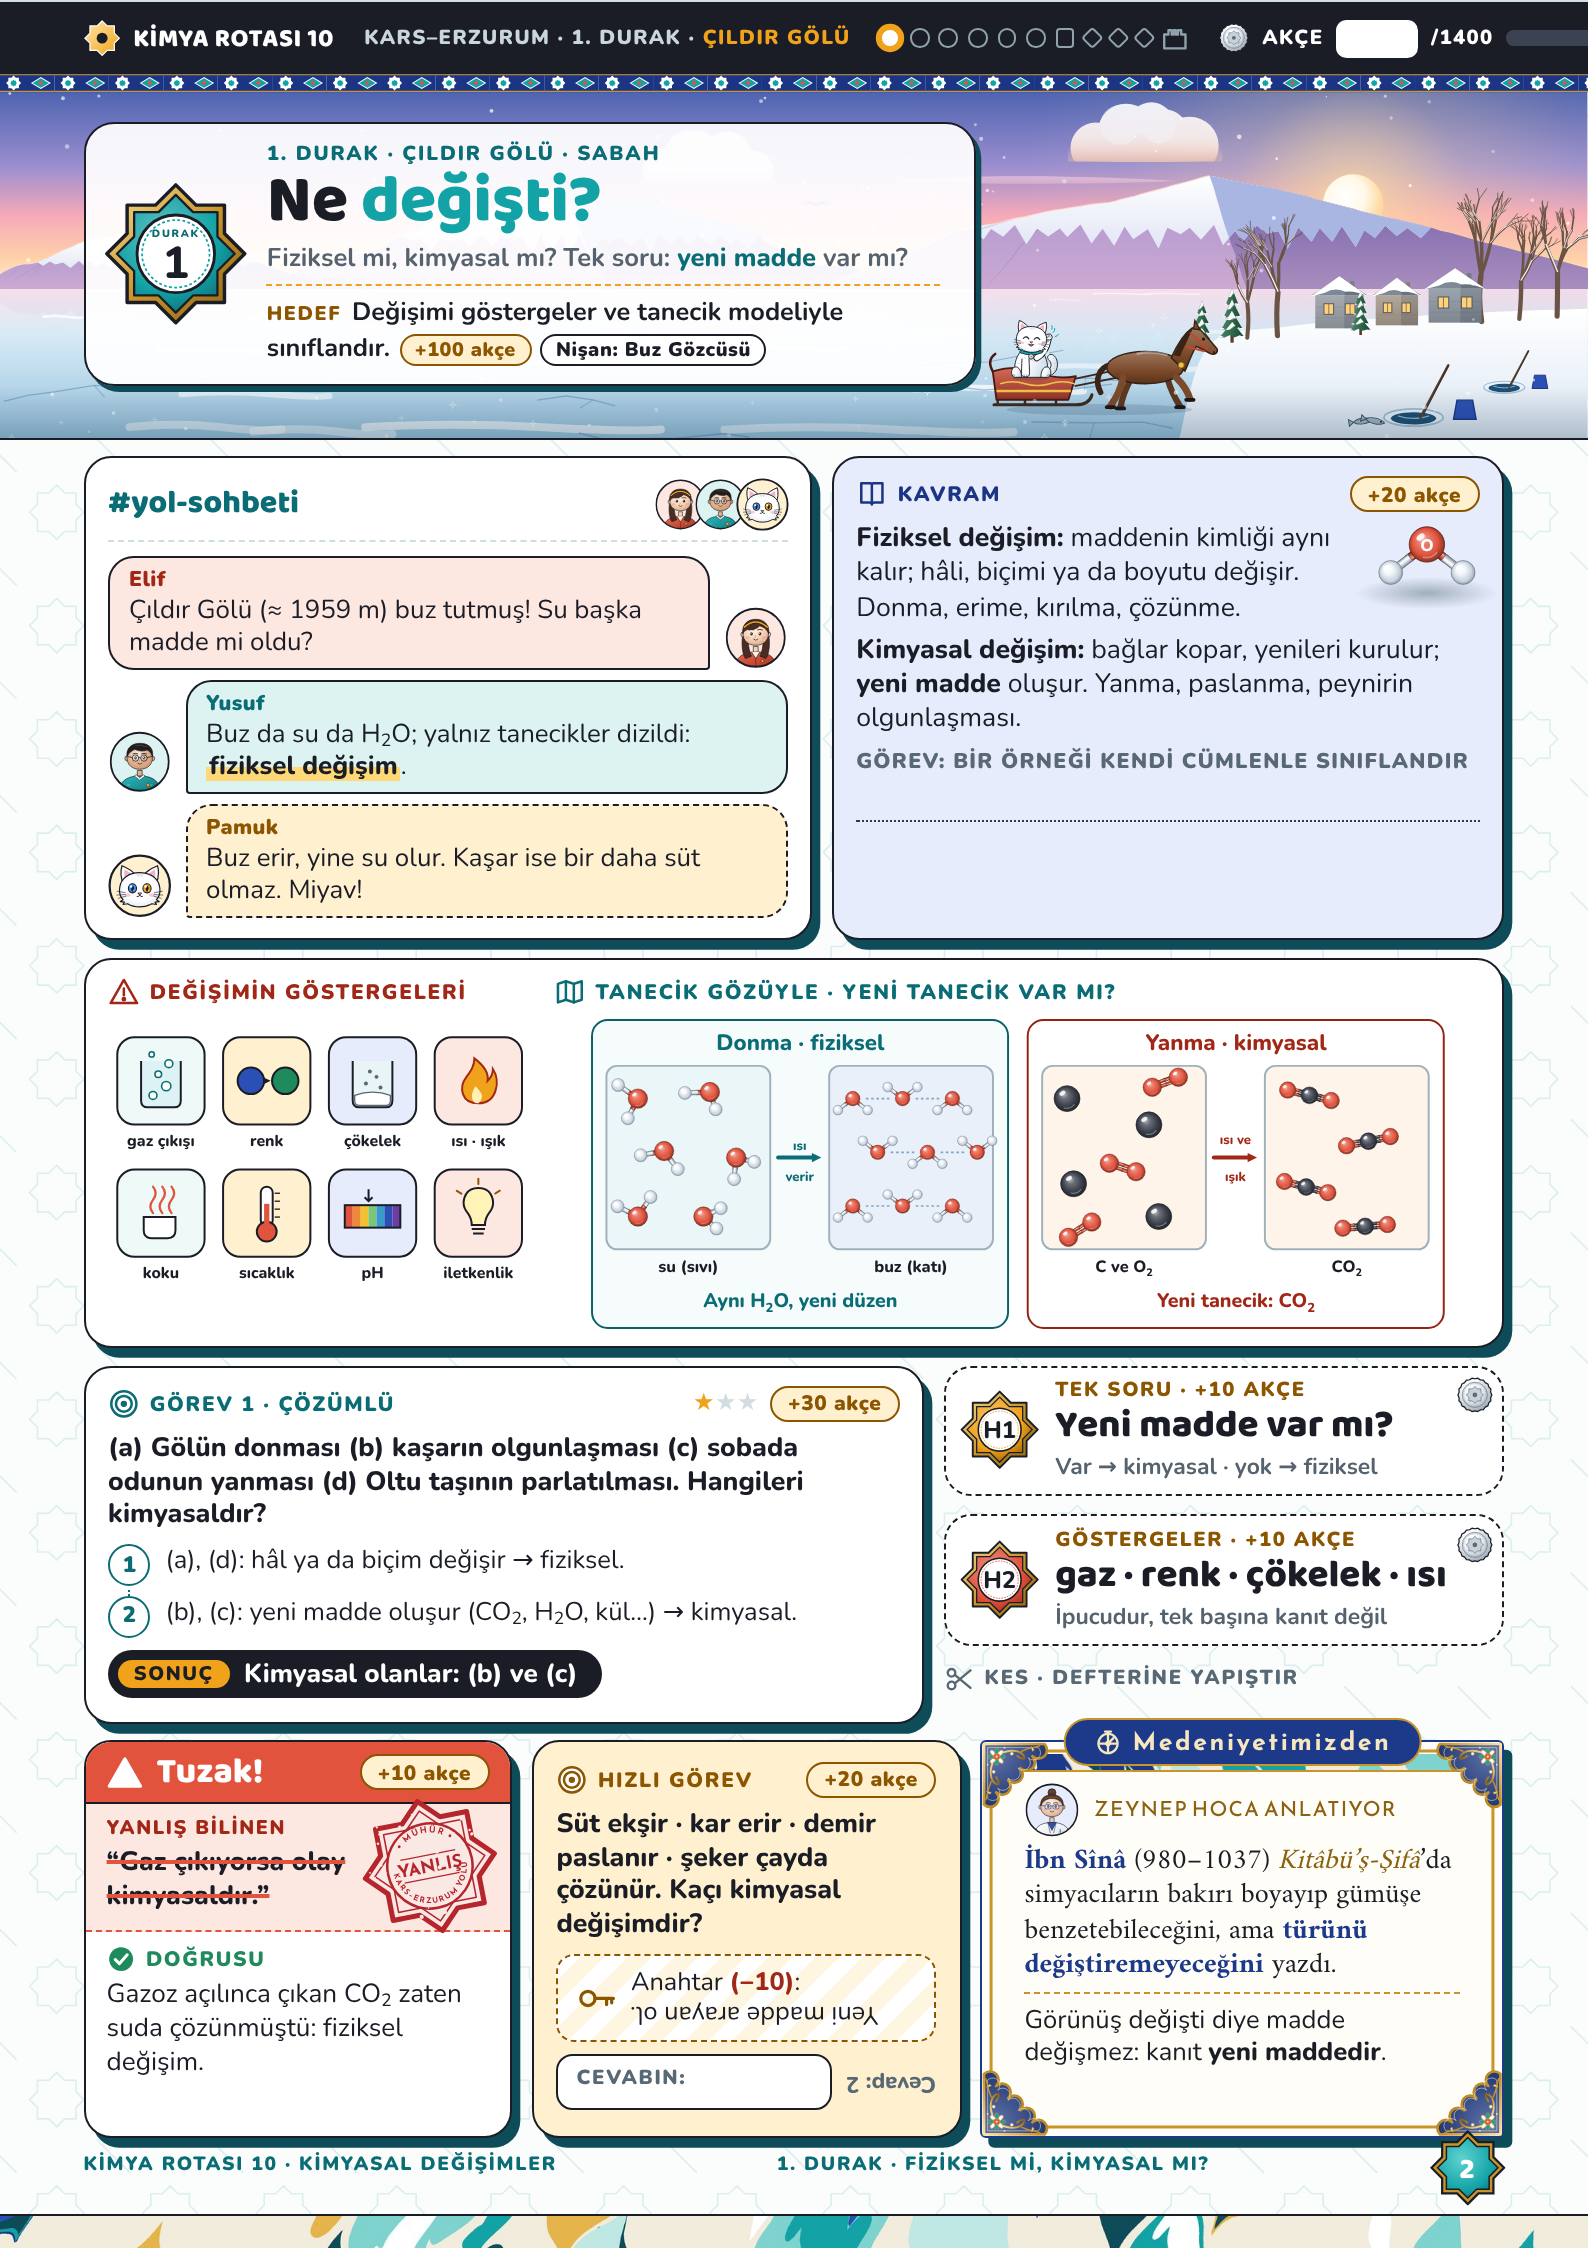 KİMYA ROTASI 10 KARS–ERZURUM · 1. DURAK · ÇILDIR GÖLÜ AKÇE /1400
1. DURAK · ÇILDIR GÖLÜ · SABAH
DURAK
1
Ne değişti?
Fiziksel mi, kimyasal mı? Tek soru: yeni madde var mı?
HEDEF Değişimi göstergeler ve tanecik modeliyle
sınıflandır. +100 akçe Nişan: Buz Gözcüsü
#yol-sohbeti
Elif
Çıldır Gölü (≈ 1959 m) buz tutmuş! Su başka
madde mi oldu?
Yusuf
Buz da su da H₂O; yalnız tanecikler dizildi:
fiziksel değişim.
Pamuk
Buz erir, yine su olur. Kaşar ise bir daha süt
olmaz. Miyav!
KAVRAM +20 akçe
Fiziksel değişim: maddenin kimliği aynı
kalır; hâli, biçimi ya da boyutu değişir.
Donma, erime, kırılma, çözünme.
O
Kimyasal değişim: bağlar kopar, yenileri kurulur;
yeni madde oluşur. Yanma, paslanma, peynirin
olgunlaşması.
GÖREV: BİR ÖRNEĞİ KENDİ CÜMLENLE SINIFLANDIR
DEĞİŞİMİN GÖSTERGELERİ
gaz çıkışı renk çökelek ısı · ışık
koku sıcaklık pH iletkenlik
TANECİK GÖZÜYLE · YENİ TANECİK VAR MI?
Donma · fiziksel
ısı
verir
su (sıvı) buz (katı)
Aynı H₂O, yeni düzen
Yanma · kimyasal
ısı ve
ışık
C ve O₂ CO₂
Yeni tanecik: CO₂
GÖREV 1 · ÇÖZÜMLÜ +30 akçe
(a) Gölün donması (b) kaşarın olgunlaşması (c) sobada
odunun yanması (d) Oltu taşının parlatılması. Hangileri
kimyasaldır?
1 (a), (d): hâl ya da biçim değişir → fiziksel.
2 (b), (c): yeni madde oluşur (CO₂, H₂O, kül…) → kimyasal.
SONUÇ Kimyasal olanlar: (b) ve (c)
H1
TEK SORU · +10 AKÇE
Yeni madde var mı?
Var → kimyasal · yok → fiziksel
H2
GÖSTERGELER · +10 AKÇE
gaz · renk · çökelek · ısı
İpucudur, tek başına kanıt değil
KES · DEFTERİNE YAPIŞTIR
Tuzak! +10 akçe
YANLIŞ BİLİNEN
“Gaz çıkıyorsa olay
kimyasaldır.”
• MÜHÜR •
YANLIŞ
KARS-ERZURUM YOLU
DOĞRUSU
Gazoz açılınca çıkan CO₂ zaten
suda çözünmüştü: fiziksel
değişim.
HIZLI GÖREV +20 akçe
Süt ekşir · kar erir · demir
paslanır · şeker çayda
çözünür. Kaçı kimyasal
değişimdir?
Anahtar (−10):
Yeni madde arayan ol.
CEVABIN:
Cevap: 2
Medeniyetimizden
ZEYNEP HOCA ANLATIYOR
İbn Sînâ (980–1037) Kitâbü’ş-Şifâ’da
simyacıların bakırı boyayıp gümüşe
benzetebileceğini, ama türünü
değiştiremeyeceğini yazdı.
Görünüş değişti diye madde
değişmez: kanıt yeni maddedir.
KİMYA ROTASI 10 · KİMYASAL DEĞİŞİMLER
1. DURAK · FİZİKSEL Mİ, KİMYASAL MI?
2